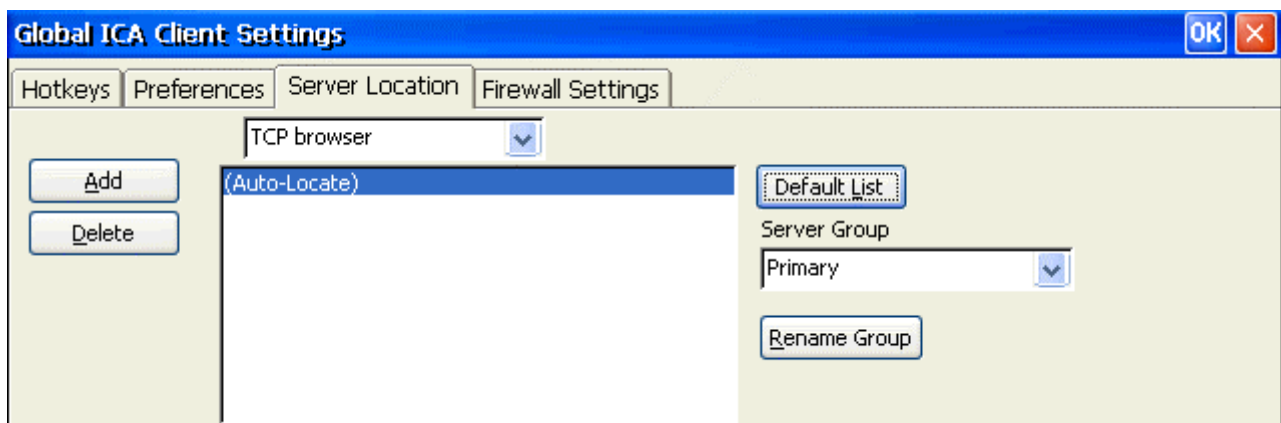 Global ICA Client Settings OK
Hotkeys Preferences Server Location Firewall Settings
TCP browser
Add
(Auto-Locate)
Default List
Delete
Server Group
Primary
Rename Group